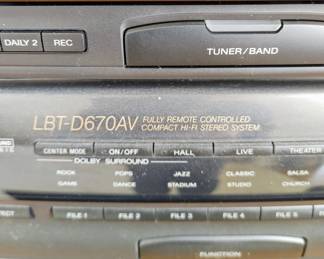 DAILY 2 REC
TUNER/BAND
LBT-D670AV FULLY REMOTE CONTROLLED
COMPACT HI-FI STEREO SYSTEM
CENTER MODE ON/OFF HALL LIVE THEATER
DOLBY SURROUND
ROCK POPS JAZZ CLASSIC SALSA
GAME DANCE STADIUM STUDIO CHURCH
FILE 1 FILE 2 FILE 3 FILE 4 FILE 5
FUNCTION